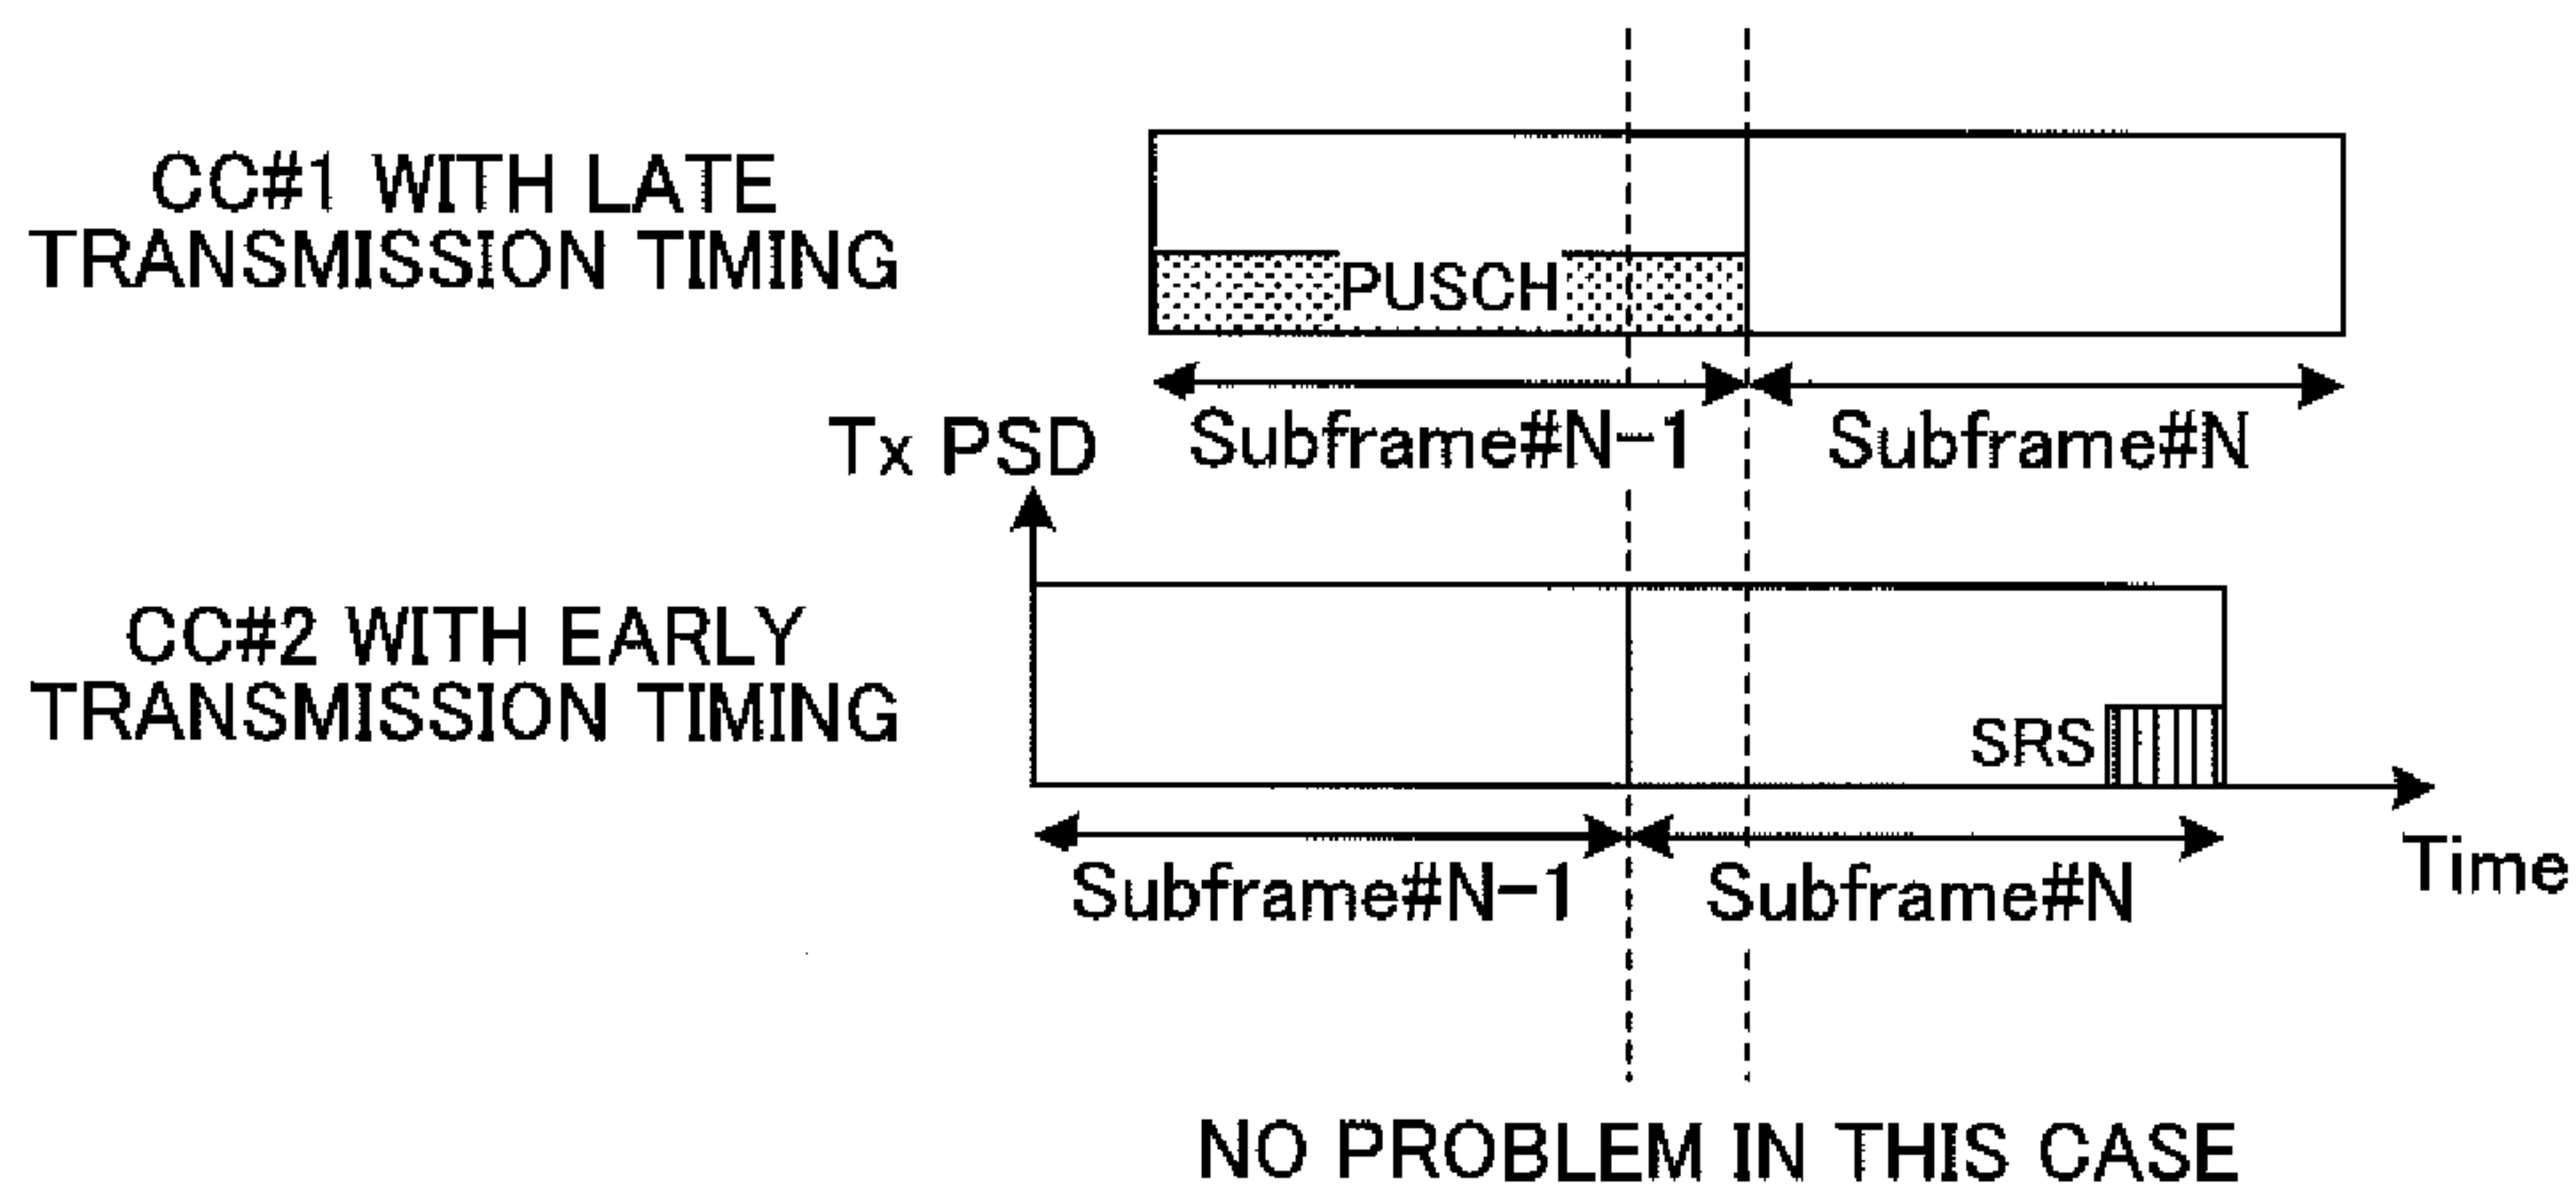 CC#1 WITH LATE
TRANSMISSION TIMING
PUSCH
Subframe#N-1
Subframe#N
Tx PSD
CC#2 WITH EARLY
TRANSMISSION TIMING
SRS
Subframe#N-1
Subframe#N
Time
NO PROBLEM IN THIS CASE